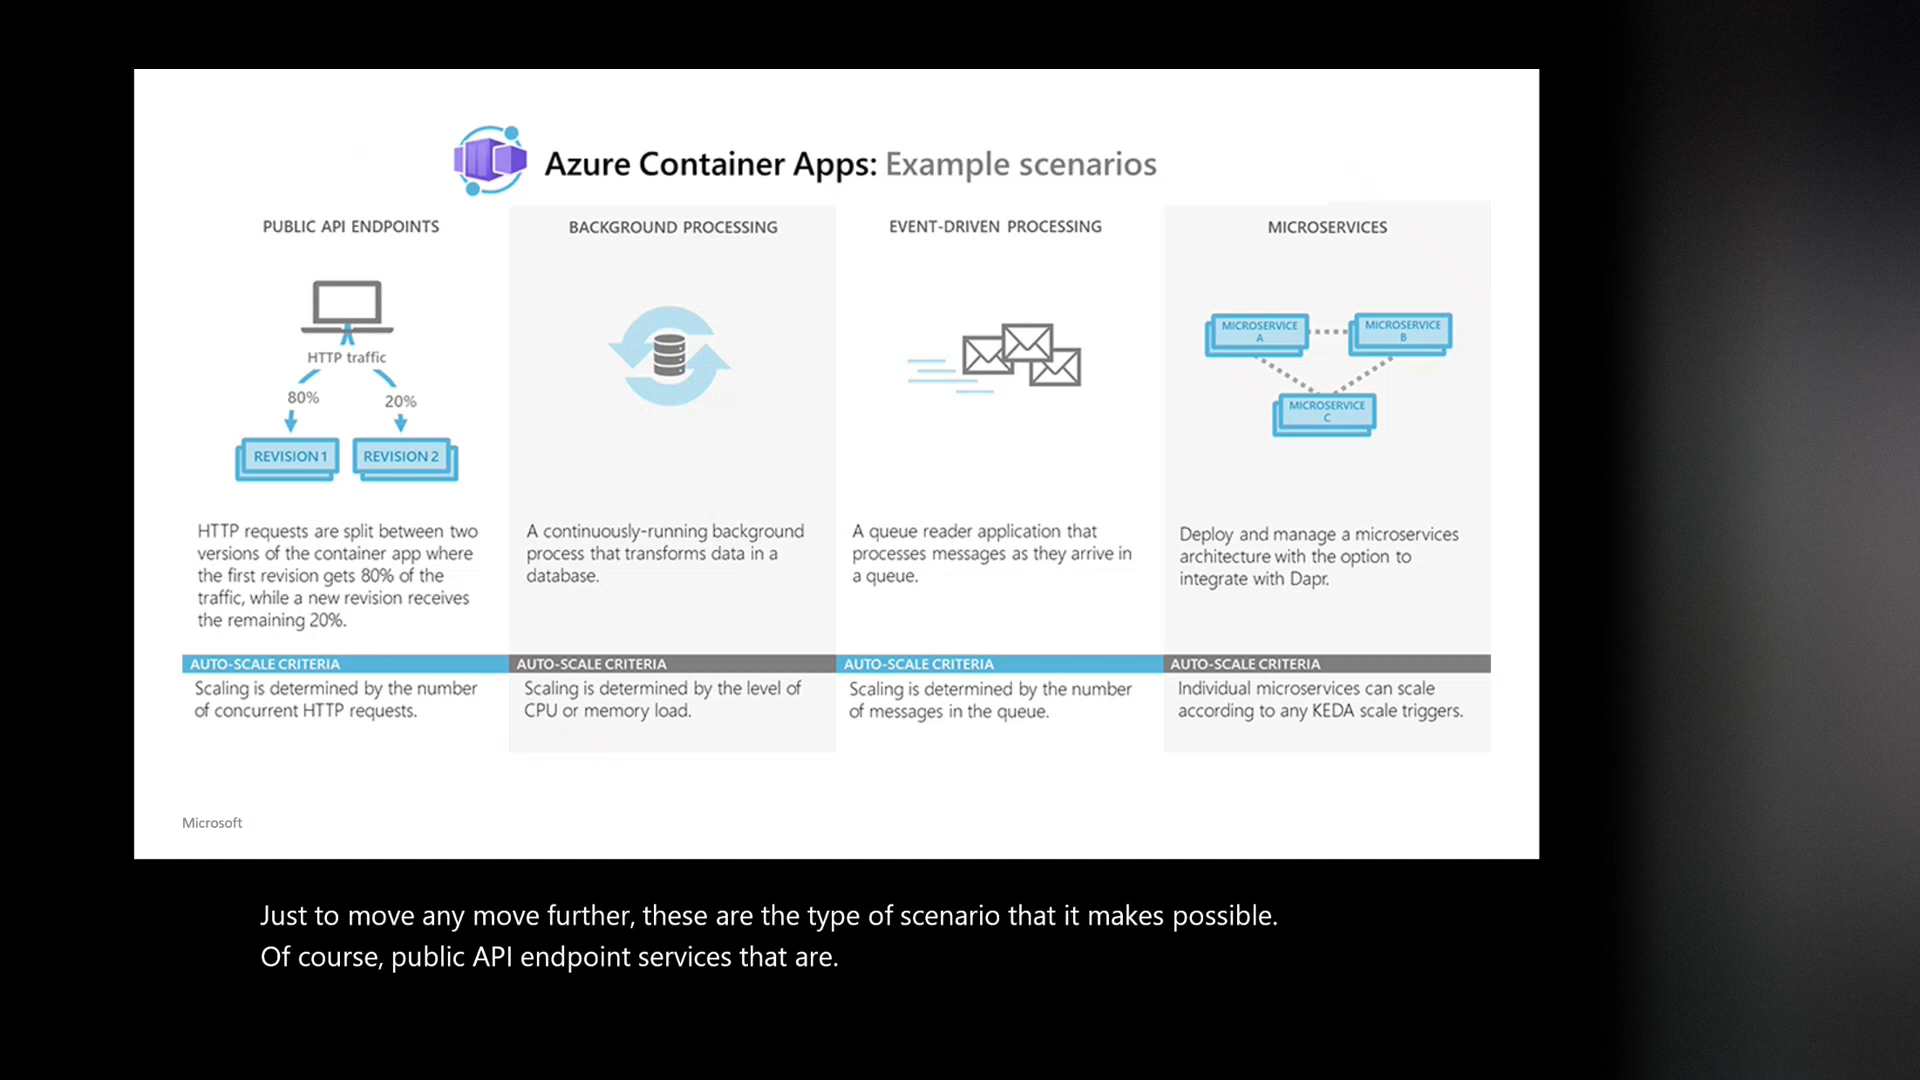 Azure Container Apps: Example scenarios
PUBLIC API ENDPOINTS
HTTP traffic
80%
20%
REVISION 1
REVISION 2
HTTP requests are split between two
versions of the container app where
the first revision gets 80% of the
traffic, while a new revision receives
the remaining 20%.
AUTO-SCALE CRITERIA
Scaling is determined by the number
of concurrent HTTP requests.
BACKGROUND PROCESSING
A continuously-running background
process that transforms data in a
database.
AUTO-SCALE CRITERIA
Scaling is determined by the level of
CPU or memory load.
EVENT-DRIVEN PROCESSING
A queue reader application that
processes messages as they arrive in
a queue.
AUTO-SCALE CRITERIA
Scaling is determined by the number
of messages in the queue.
MICROSERVICES
MICROSERVICE
A
MICROSERVICE
B
MICROSERVICE
C
Deploy and manage a microservices
architecture with the option to
integrate with Dapr.
AUTO-SCALE CRITERIA
Individual microservices can scale
according to any KEDA scale triggers.
Microsoft
Just to move any move further, these are the type of scenario that it makes possible.
Of course, public API endpoint services that are.